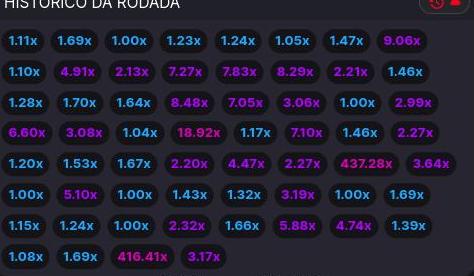 HISTÓRICO DA RODADA
1.11x 1.69x 1.00x 1.23x 1.24x 1.05x 1.47x 9.06x
1.10x 4.91x 2.13x 7.27x 7.83x 8.29x 2.21x 1.46x
1.28x 1.70x 1.64x 8.48x 7.05x 3.06x 1.00x 2.99x
6.60x 3.08x 1.04x 18.92x 1.17x 7.10x 1.46x 2.27x
1.20x 1.53x 1.67x 2.20x 4.47x 2.27x 437.28x 3.64x
1.00x 5.10x 1.00x 1.43x 1.32x 3.19x 1.00x 1.69x
1.15x 1.24x 1.00x 2.32x 1.66x 5.88x 4.74x 1.39x
1.08x 1.69x 416.41x 3.17x